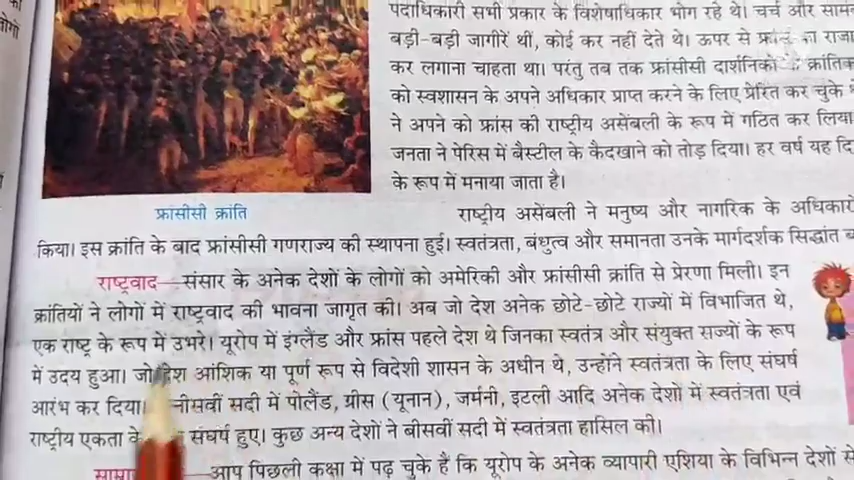 पदाधिकारी सभी प्रकार के विशेषाधिकार भोग रहे थे। चर्च और
बड़ी-बड़ी जागीरें थीं, कोई कर नहीं देते थे। ऊपर से का राजा
कर लगाना चाहता था। परंतु तब तक फ्रांसीसी दार्शनिकों
को स्वशासन के अपने अधिकार प्राप्त करने के लिए प्रेरित कर चुके
ने अपने को फ्रांस की राष्ट्रीय असेंबली के रूप में गठित कर लिया
जनता ने पेरिस में बैस्टील के कैदखाने को तोड़ दिया। हर वर्ष यह
के रूप में मनाया जाता है।
फ्रांसीसी क्रांति
राष्ट्रीय असेंबली ने मनुष्य और नागरिक के
किया। इस क्रांति के बाद फ्रांसीसी गणराज्य की स्थापना हुई। स्वतंत्रता, बंधुत्व और समानता उनके मार्गदर्शक सिद्धांत
राष्ट्रवाद—संसार के अनेक देशों के लोगों को अमेरिकी और फ्रांसीसी क्रांति से प्रेरणा मिली। इन
क्रांतियों ने लोगों में राष्ट्रवाद की भावना जागृत की। अब जो देश अनेक छोटे-छोटे राज्यों में विभाजित थे,
एक राष्ट्र के रूप में उभरे। यूरोप में इंग्लैंड और फ्रांस पहले देश थे जिनका स्वतंत्र और संयुक्त राज्यों के रूप
में उदय हुआ। जो देश आंशिक या पूर्ण रूप से विदेशी शासन के अधीन थे, उन्होंने स्वतंत्रता के लिए संघर्ष
आरंभ कर दिया। सदी में पोलैंड, ग्रीस (यूनान), जर्मनी, इटली आदि अनेक देशों में स्वतंत्रता एवं
राष्ट्रीय एकता संघर्ष हुए। कुछ अन्य देशों ने बीसवीं सदी में स्वतंत्रता हासिल की।
—आप पिछली कक्षा में पढ़ चुके हैं कि यूरोप के अनेक व्यापारी एशिया के विभिन्न देशों से